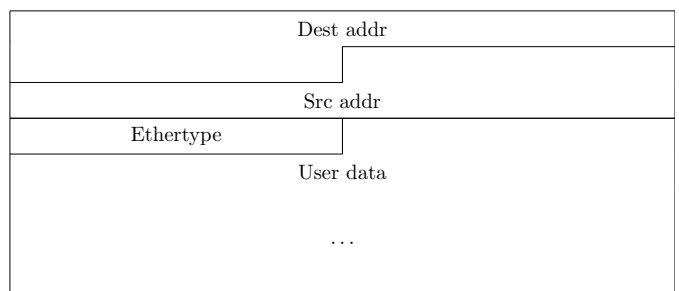 Dest addr
Src addr
Ethertype
User data
...